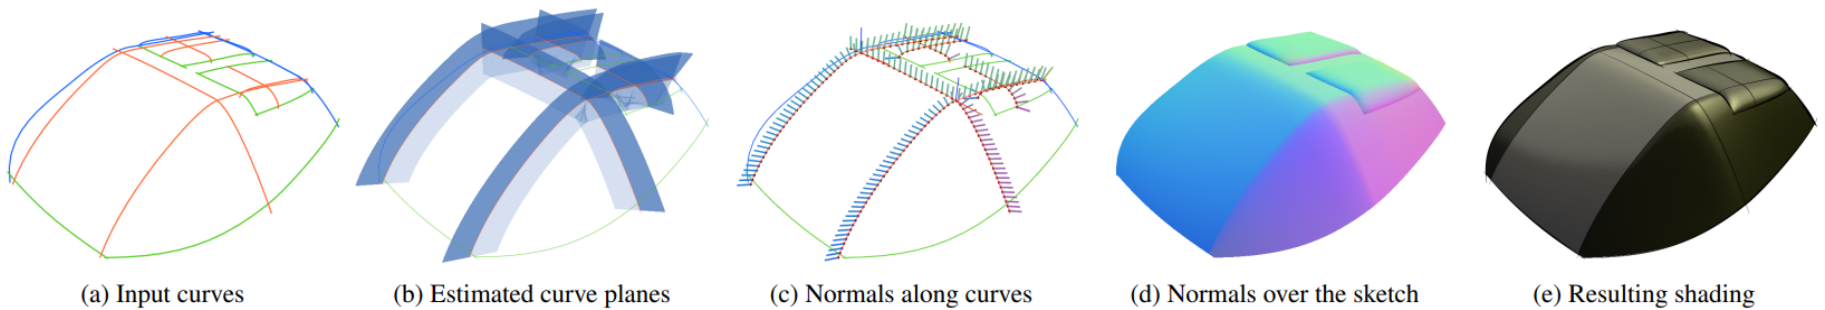 (a) Input curves
(b) Estimated curve planes
(c) Normals along curves
(d) Normals over the sketch
(e) Resulting shading